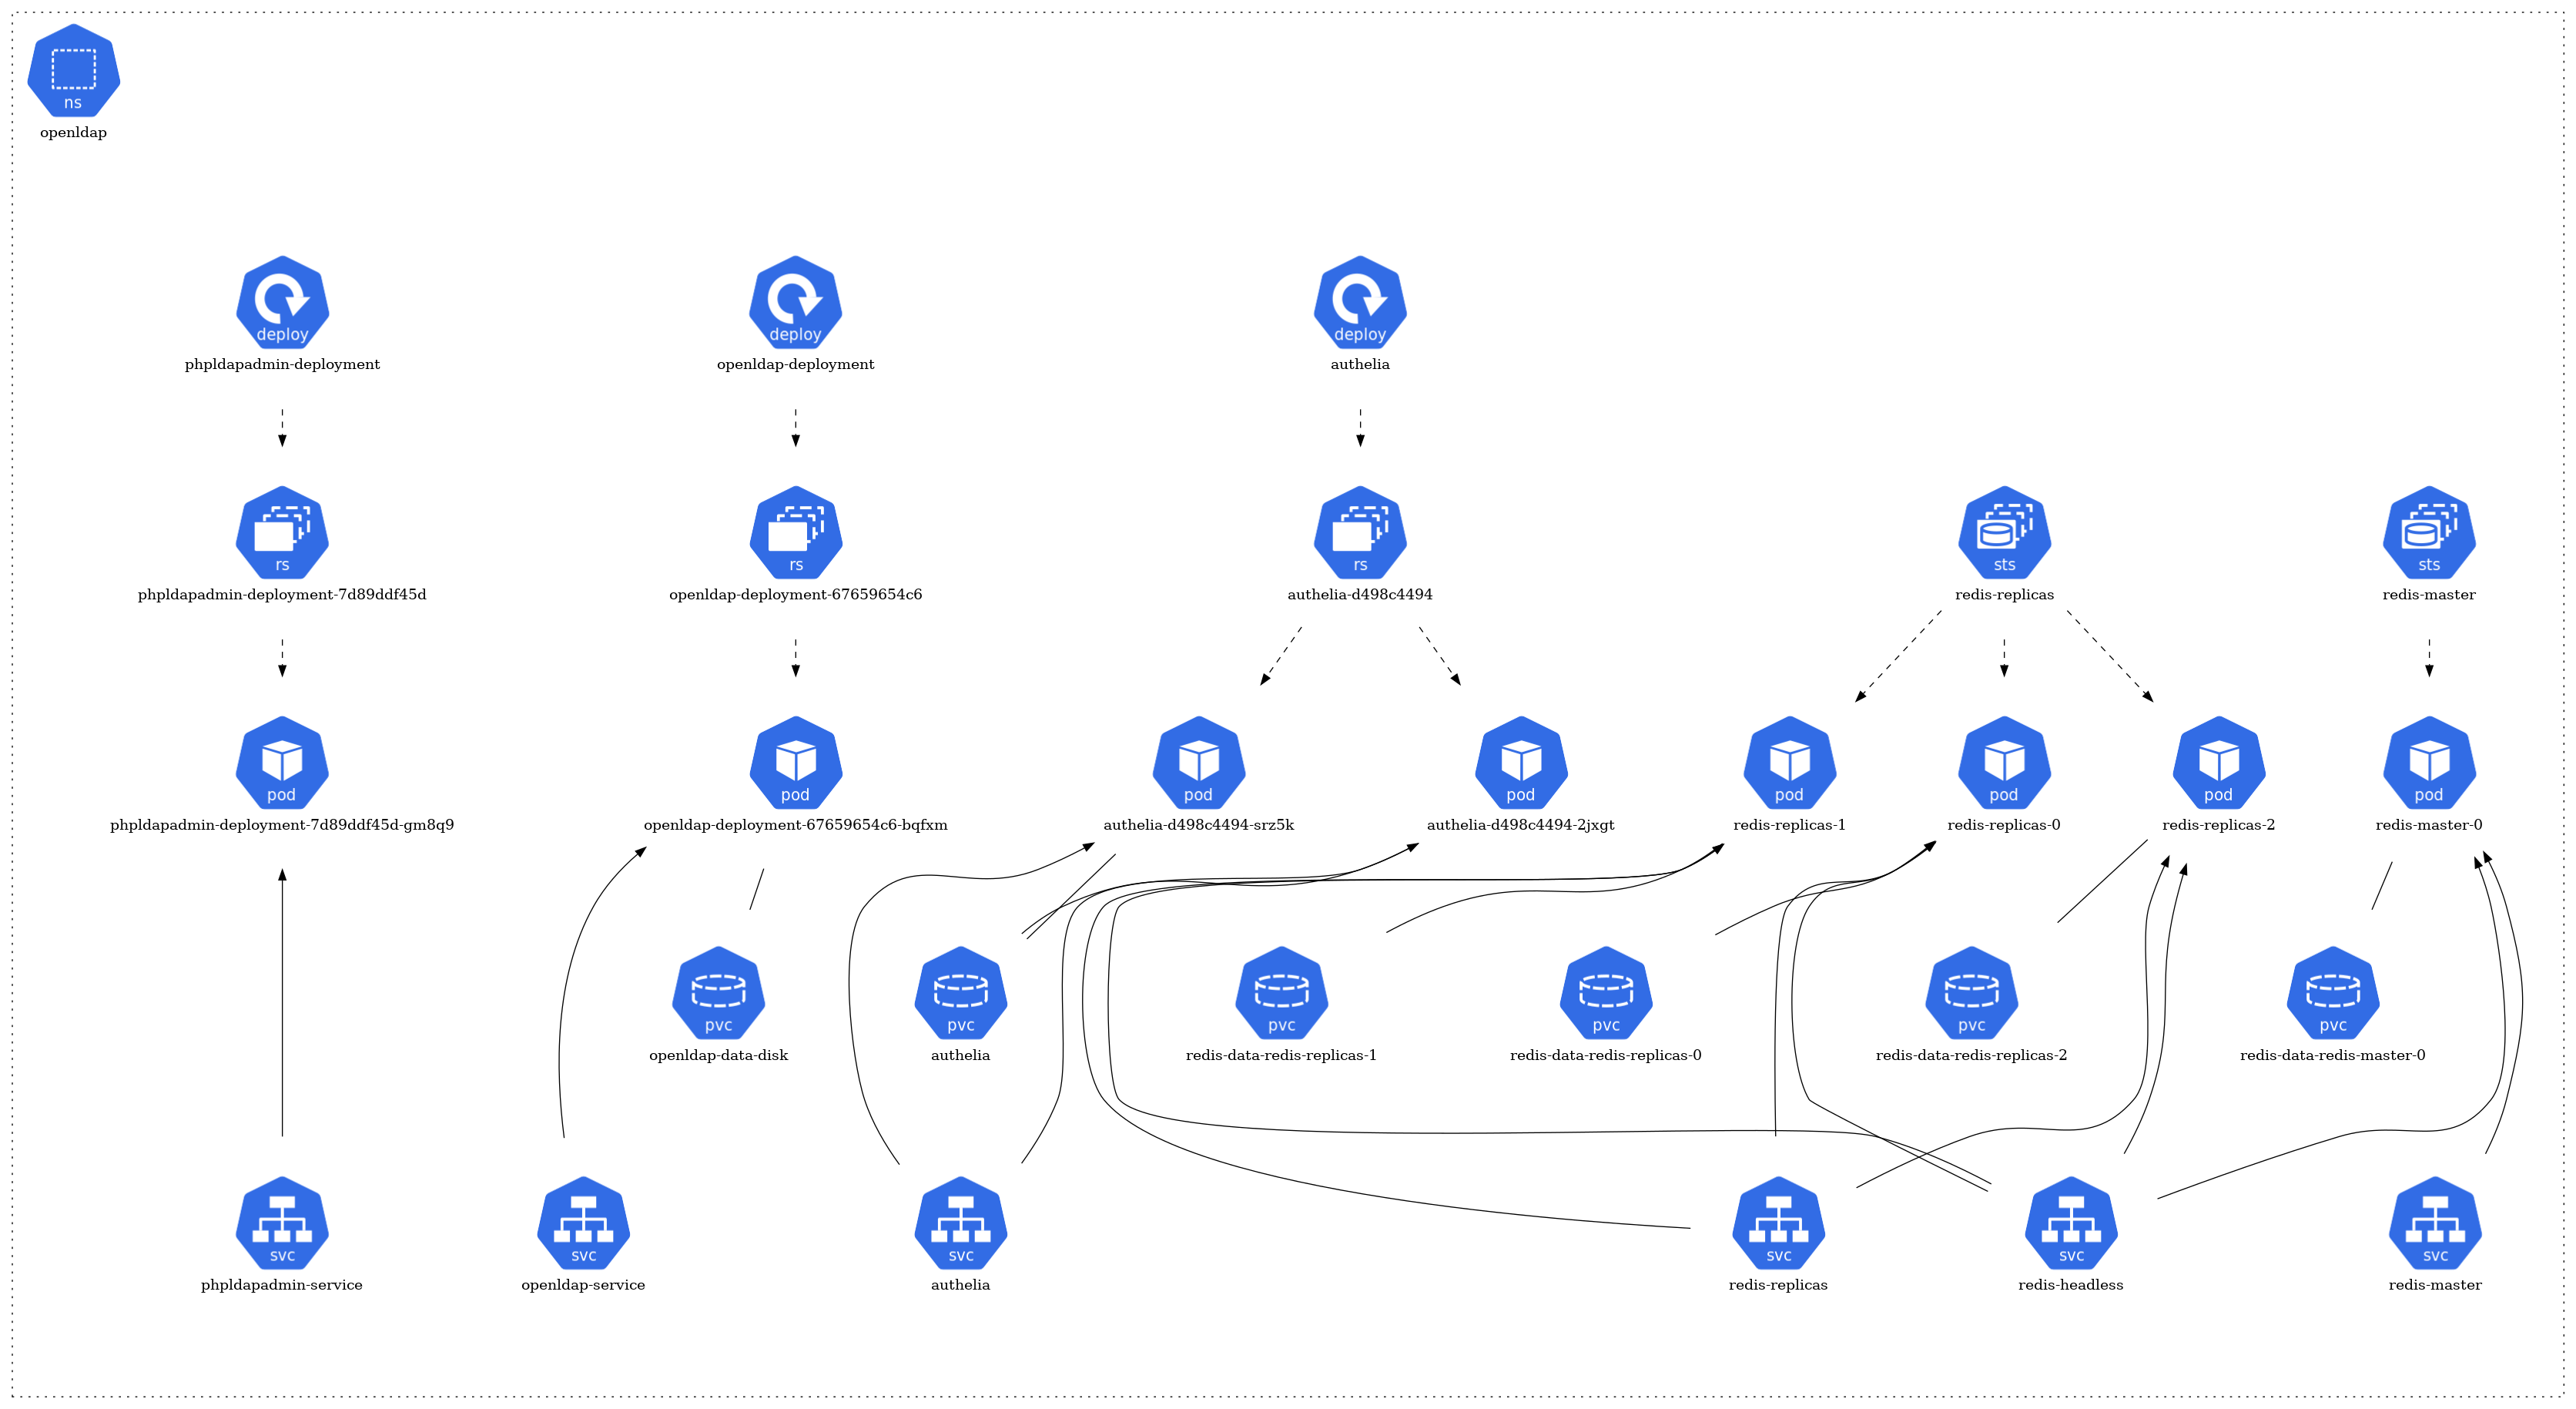 ns
openldap
deploy
deploy
deploy
phpldapadmin-deployment
openldap-deployment
authelia
rs
rs
rs
sts
sts
phpldapadmin-deployment-7d89ddf45d
openldap-deployment-67659654c6
authelia-d498c4494
redis-replicas
redis-master
pod
pod
pod
pod
pod
pod
pod
pod
phpldapadmin-deployment-7d89ddf45d-gm8q9
openldap-deployment-67659654c6-bqfxm
authelia-d498c4494-srz5k
authelia-d498c4494-2jxgt
redis-replicas-1
redis-replicas-0
redis-replicas-2
redis-master-0
pvc
pvc
pvc
pvc
pvc
pvc
openldap-data-disk
authelia
redis-data-redis-replicas-1
redis-data-redis-replicas-0
redis-data-redis-replicas-2
redis-data-redis-master-0
svc
svc
svc
svc
svc
svc
phpldapadmin-service
openldap-service
authelia
redis-replicas
redis-headless
redis-master